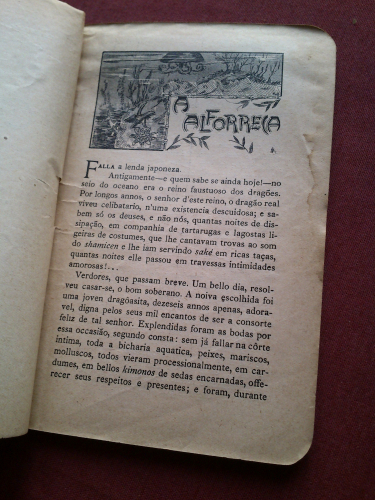 A
ALFORRECA
FALLA a lenda japoneza.
Antigamente—e quem sabe se ainda hoje!—no
seio do oceano era o reino faustuoso dos dragões.
Por longos annos, o senhor d'este reino, o dragão real
viveu celibatario, n'uma existencia descuidosa; e sa-
bem só os deuses, e não nós, quantas noites de dis-
sipação, em companhia de tartarugas e lagostas li-
geiras de costumes, que lhe cantavam trovas ao som
do shamicen e lhe iam servindo saké em ricas taças,
quantas noites elle passou em travessas intimidades
amorosas!...
Verdores, que passam breve. Um bello dia, resol-
veu casar-se, o bom soberano. A noiva escolhida foi
uma joven dragoasita, dezeseis annos apenas, adora-
vel, digna pelos seus mil encantos de ser a consorte
feliz de tal senhor. Explendidas foram as bodas por
essa occasião, segundo consta: sem já fallar na côrte
intima, toda a bicharia aquatica, peixes, mariscos,
molluscos, todos vieram processionalmente, em car-
dumes, em bellos kimonos de sedas encarnadas, offe-
recer seus respeitos e presentes; e foram, durante